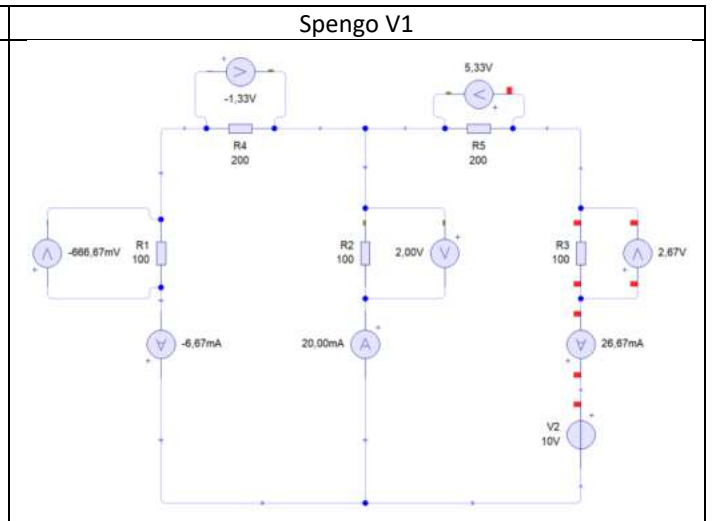 Spengo V1
5,33V
-1,33V
R4
200
R5
200
-666,67mV
R1
100
R2
100
2,00V
R3
100
2,67V
-6,67mA
20,00mA
26,67mA
V2
10V